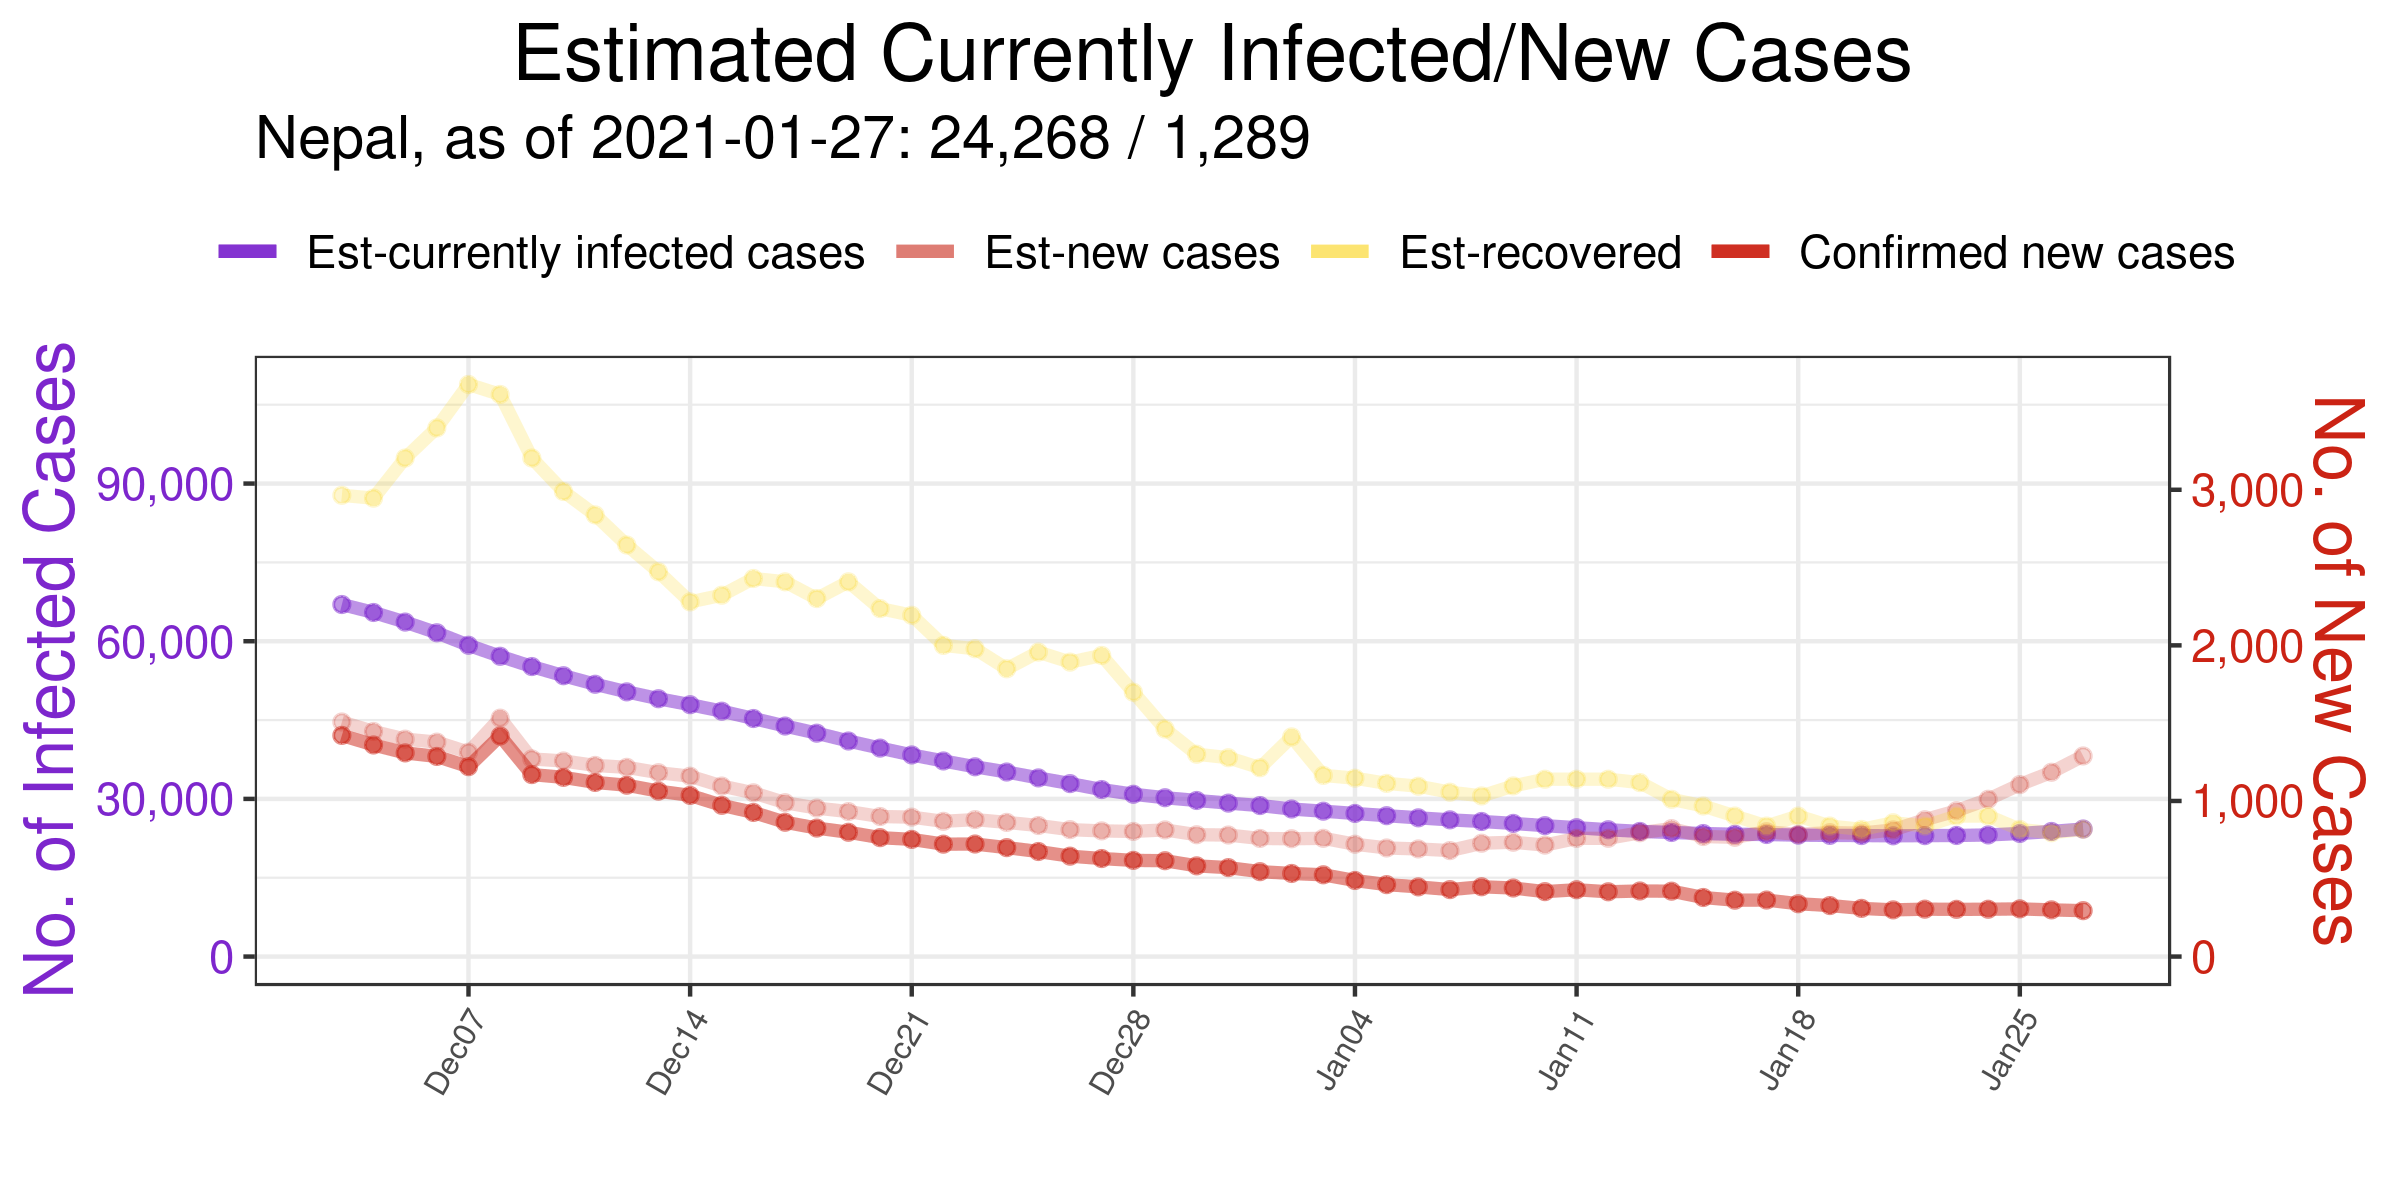 Estimated Currently Infected/New Cases
Nepal, as of 2021-01-27: 24,268 / 1,289
Est-currently infected cases Est-new cases Est-recovered Confirmed new cases
No. of Infected Cases
90,000
60,000
30,000
0
3,000
2,000
1,000
0
No. of New Cases
Dec07 Dec14 Dec21 Dec28 Jan04 Jan11 Jan18 Jan25